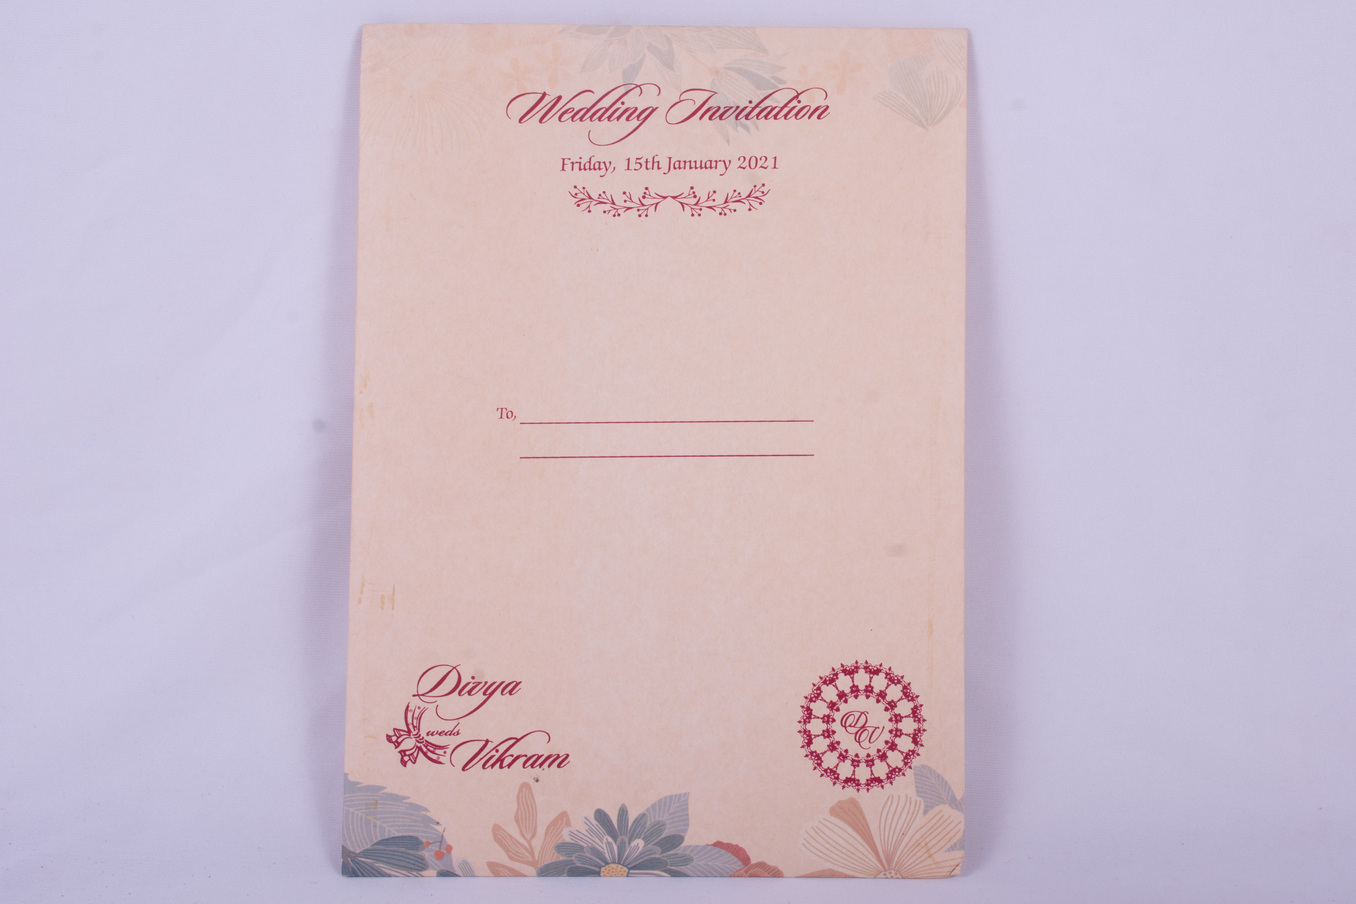 Wedding Invitation
Friday, 15th January 2021
To,
Divya
weds
Vikram
DV